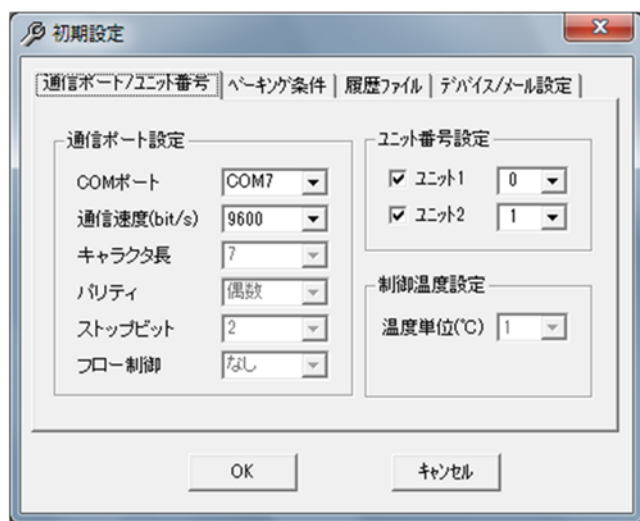 初期設定
通信ポート/ユニット番号 ベーキング条件 履歴ファイル デバイス/メール設定
通信ポート設定
COMポート COM7
通信速度(bit/s) 9600
キャラクタ長 7
パリティ 偶数
ストップビット 2
フロー制御 なし
ユニット番号設定
ユニット1 0
ユニット2 1
制御温度設定
温度単位(℃) 1
OK キャンセル